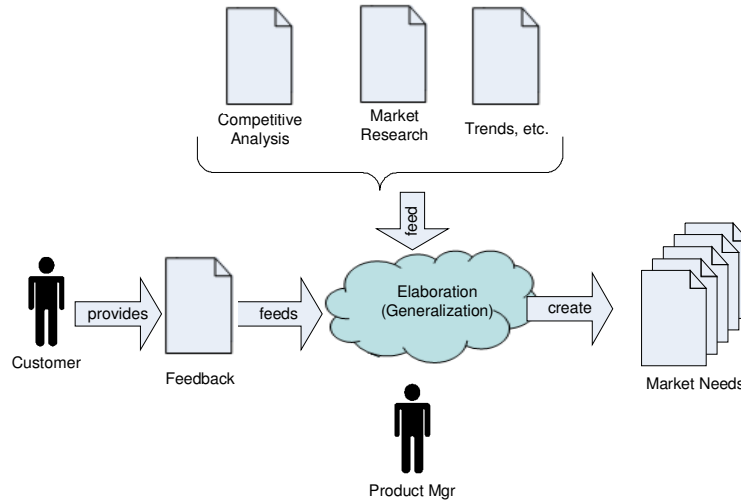 Competitive
Analysis
Market
Research
Trends, etc.
feed
Elaboration
(Generalization)
provides
feeds
create
Customer
Feedback
Market Needs
Product Mgr